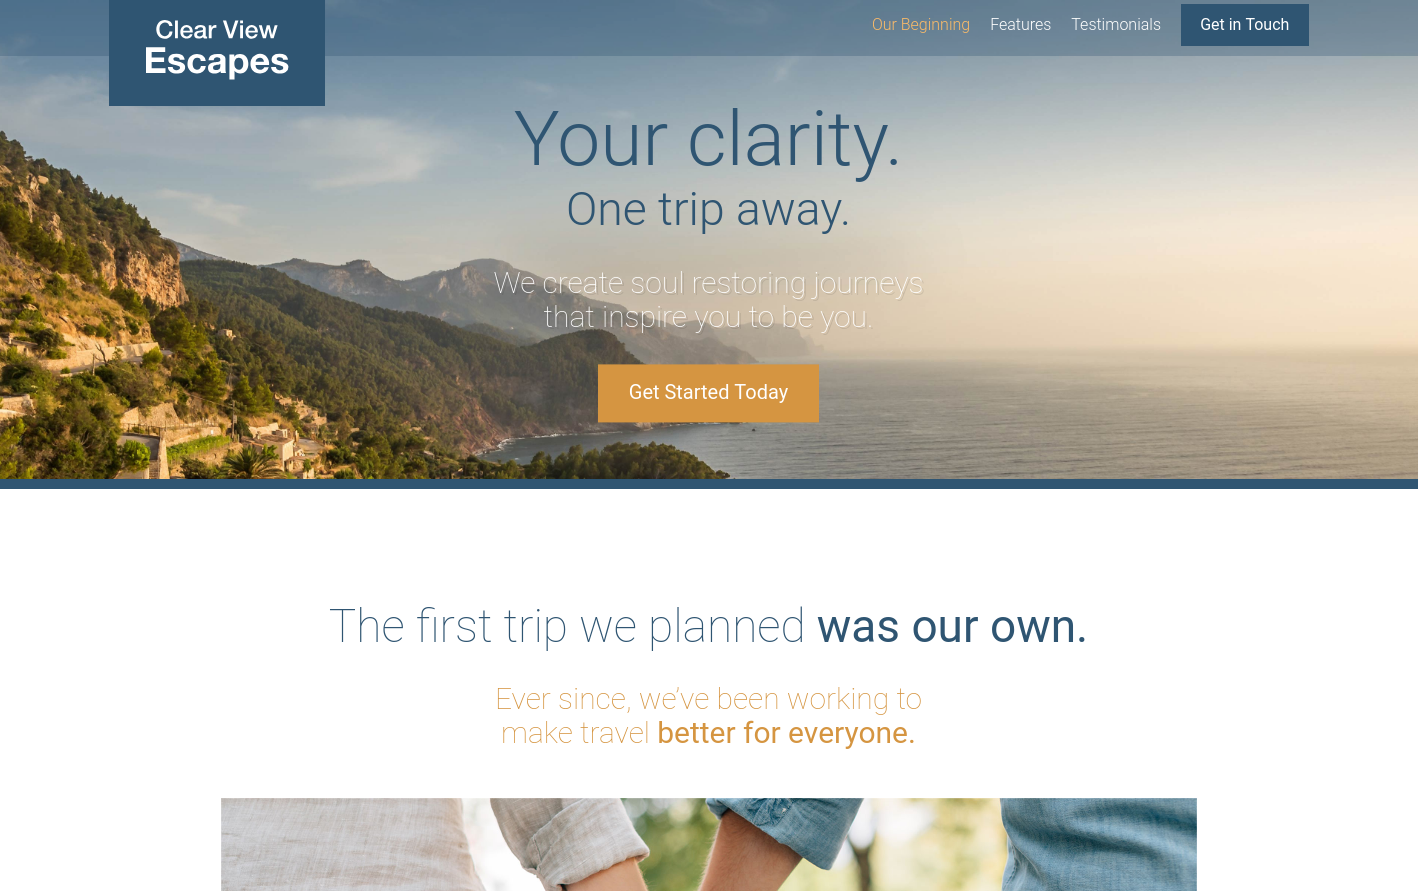 Clear View
Escapes
Our Beginning
Features
Testimonials
Get in Touch
Your clarity.
One trip away.
We create soul restoring journeys
that inspire you to be you.
Get Started Today
The first trip we planned was our own.
Ever since, we've been working to
make travel better for everyone.